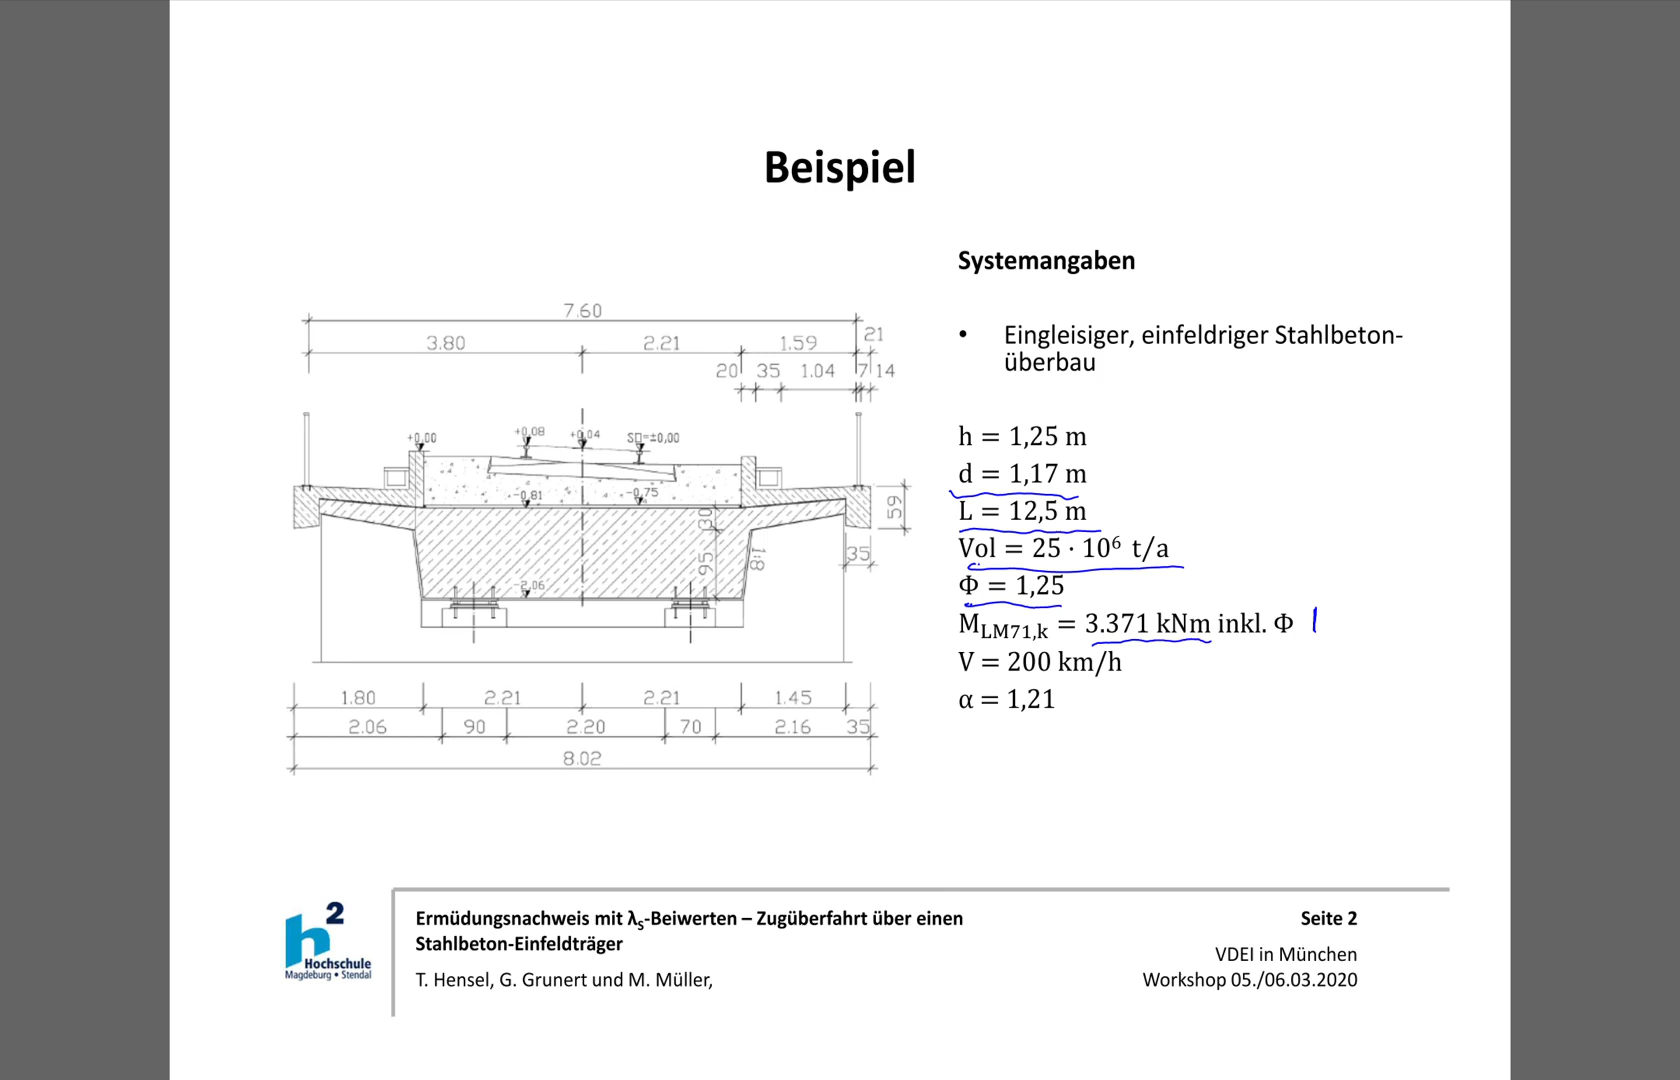 Beispiel
Systemangaben
• Eingleisiger, einfeldriger Stahlbeton-
überbau
h = 1,25 m
d = 1,17 m
L = 12,5 m
Vol = 25 · 10⁶ t/a
Φ = 1,25
M_LM71,k = 3.371 kNm inkl. Φ
V = 200 km/h
α = 1,21
7.60
3.80 2.21 1.59 21
20 35 1.04 7 14
+0,00 +0,08 +0,04 SO=±0,00
-0,81 -0,75
59
30
95
1:8
35
-2,06
1.80 2.21 2.21 1.45
2.06 90 2.20 70 2.16 35
8.02
h2
Hochschule
Magdeburg • Stendal
Ermüdungsnachweis mit λs-Beiwerten – Zugüberfahrt über einen
Stahlbeton-Einfeldträger
T. Hensel, G. Grunert und M. Müller,
Seite 2
VDEI in München
Workshop 05./06.03.2020